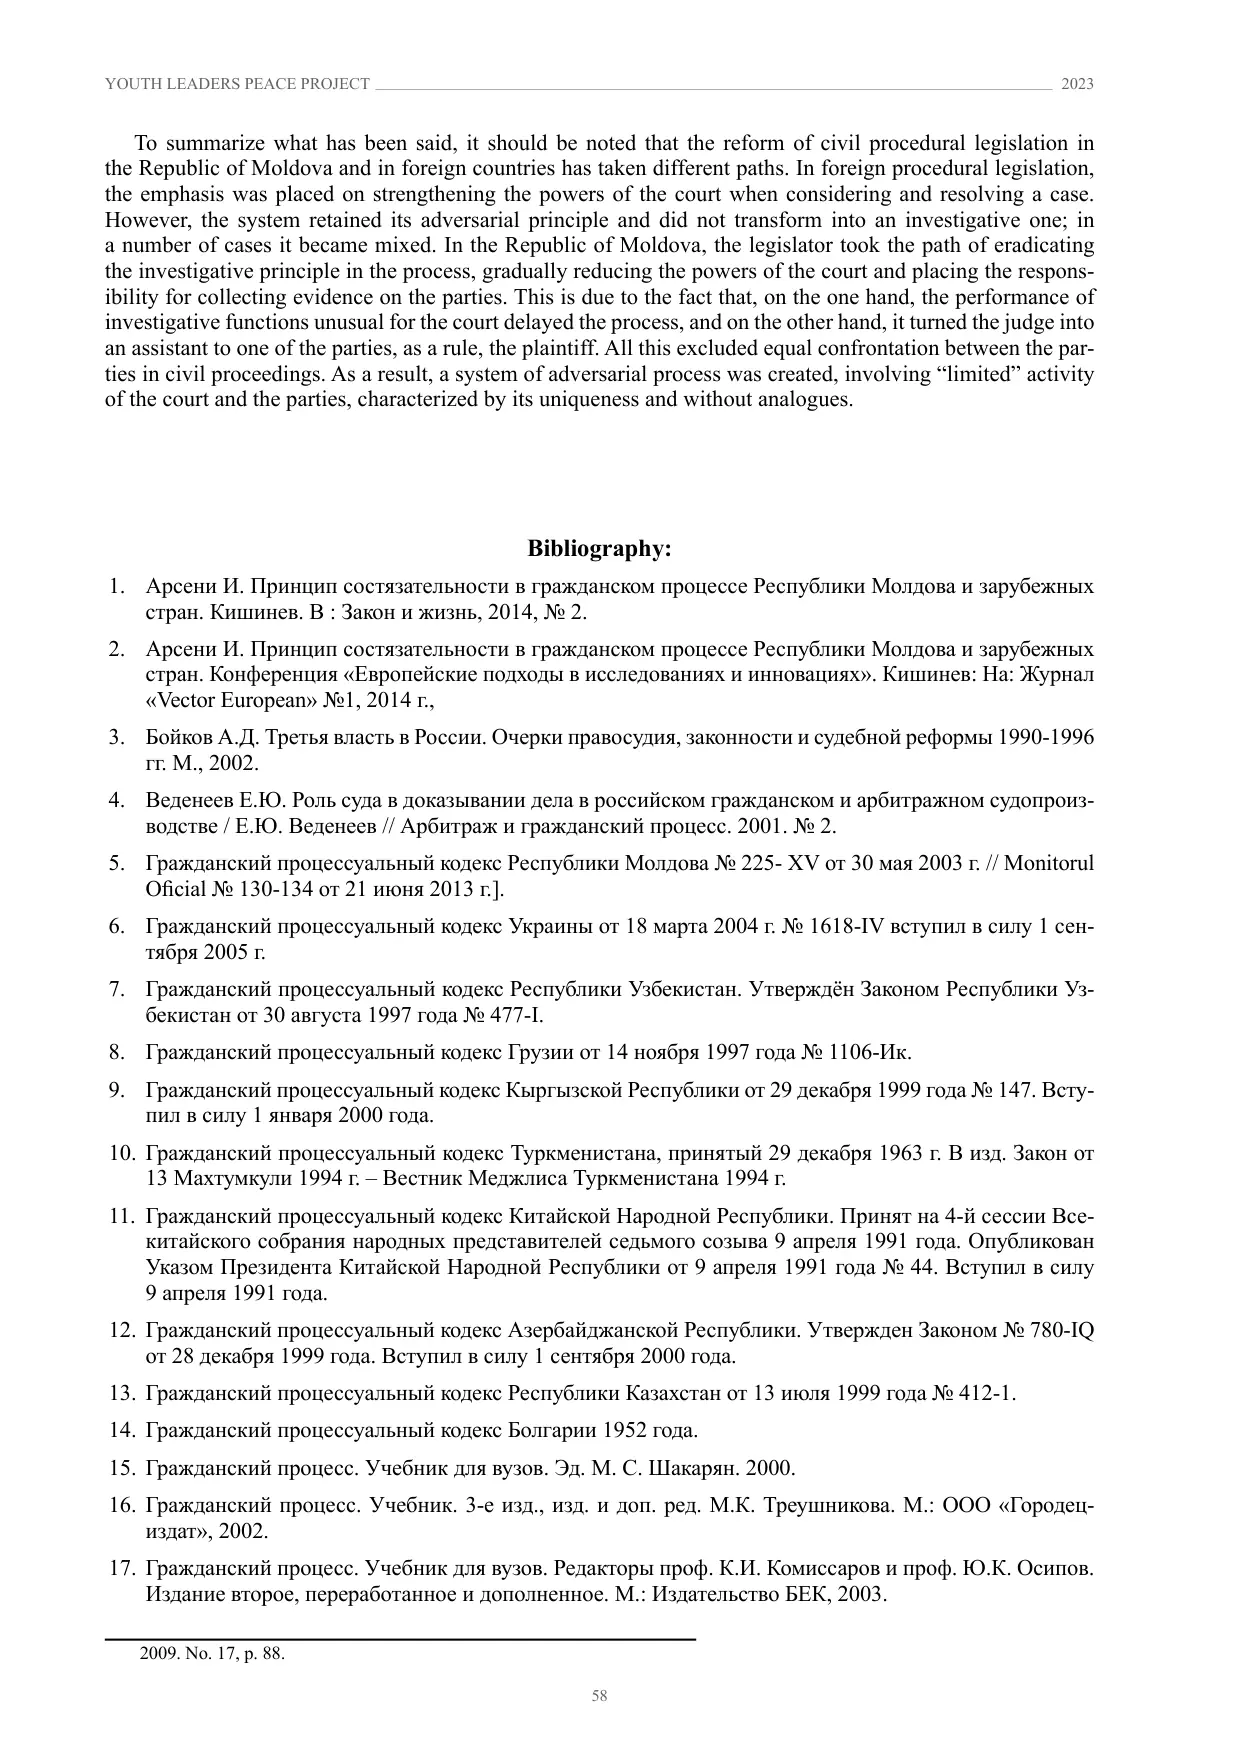 YOUTH LEADERS PEACE PROJECT 2023
To summarize what has been said, it should be noted that the reform of civil procedural legislation in
the Republic of Moldova and in foreign countries has taken different paths. In foreign procedural legislation,
the emphasis was placed on strengthening the powers of the court when considering and resolving a case.
However, the system retained its adversarial principle and did not transform into an investigative one; in
a number of cases it became mixed. In the Republic of Moldova, the legislator took the path of eradicating
the investigative principle in the process, gradually reducing the powers of the court and placing the respons-
ibility for collecting evidence on the parties. This is due to the fact that, on the one hand, the performance of
investigative functions unusual for the court delayed the process, and on the other hand, it turned the judge into
an assistant to one of the parties, as a rule, the plaintiff. All this excluded equal confrontation between the par-
ties in civil proceedings. As a result, a system of adversarial process was created, involving “limited” activity
of the court and the parties, characterized by its uniqueness and without analogues.
Bibliography:
1. Арсени И. Принцип состязательности в гражданском процессе Республики Молдова и зарубежных
стран. Кишинев. В : Закон и жизнь, 2014, № 2.
2. Арсени И. Принцип состязательности в гражданском процессе Республики Молдова и зарубежных
стран. Конференция «Европейские подходы в исследованиях и инновациях». Кишинев: На: Журнал
«Vector European» №1, 2014 г.,
3. Бойков А.Д. Третья власть в России. Очерки правосудия, законности и судебной реформы 1990-1996
гг. М., 2002.
4. Веденеев Е.Ю. Роль суда в доказывании дела в российском гражданском и арбитражном судопроиз-
водстве / Е.Ю. Веденеев // Арбитраж и гражданский процесс. 2001. № 2.
5. Гражданский процессуальный кодекс Республики Молдова № 225- XV от 30 мая 2003 г. // Monitorul
Oficial № 130-134 от 21 июня 2013 г.].
6. Гражданский процессуальный кодекс Украины от 18 марта 2004 г. № 1618-IV вступил в силу 1 сен-
тября 2005 г.
7. Гражданский процессуальный кодекс Республики Узбекистан. Утверждён Законом Республики Уз-
бекистан от 30 августа 1997 года № 477-I.
8. Гражданский процессуальный кодекс Грузии от 14 ноября 1997 года № 1106-Ик.
9. Гражданский процессуальный кодекс Кыргызской Республики от 29 декабря 1999 года № 147. Всту-
пил в силу 1 января 2000 года.
10. Гражданский процессуальный кодекс Туркменистана, принятый 29 декабря 1963 г. В изд. Закон от
13 Махтумкули 1994 г. – Вестник Меджлиса Туркменистана 1994 г.
11. Гражданский процессуальный кодекс Китайской Народной Республики. Принят на 4-й сессии Все-
китайского собрания народных представителей седьмого созыва 9 апреля 1991 года. Опубликован
Указом Президента Китайской Народной Республики от 9 апреля 1991 года № 44. Вступил в силу
9 апреля 1991 года.
12. Гражданский процессуальный кодекс Азербайджанской Республики. Утвержден Законом № 780-IQ
от 28 декабря 1999 года. Вступил в силу 1 сентября 2000 года.
13. Гражданский процессуальный кодекс Республики Казахстан от 13 июля 1999 года № 412-1.
14. Гражданский процессуальный кодекс Болгарии 1952 года.
15. Гражданский процесс. Учебник для вузов. Эд. М. С. Шакарян. 2000.
16. Гражданский процесс. Учебник. 3-е изд., изд. и доп. ред. М.К. Треушникова. М.: ООО «Городец-
издат», 2002.
17. Гражданский процесс. Учебник для вузов. Редакторы проф. К.И. Комиссаров и проф. Ю.К. Осипов.
Издание второе, переработанное и дополненное. М.: Издательство БЕК, 2003.
2009. No. 17, p. 88.
58